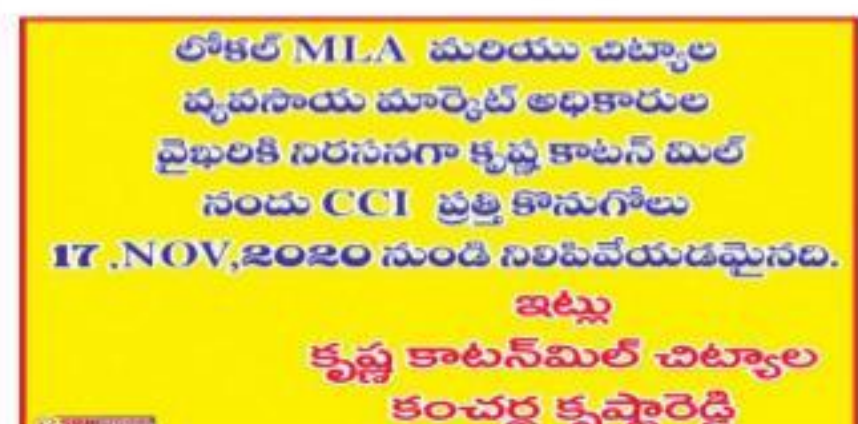 లోకల్ MLA మరియు చిట్యాల
వ్యవసాయ మార్కెట్ అధికారుల
వైఖరికి నిరసనగా కృష్ణ కాటన్ మిల్
నందు CCI ప్రత్తి కొనుగోలు
17 .NOV,2020 నుండి నిలిపివేయడమైనది.
ఇట్లు
కృష్ణ కాటన్‌మిల్ చిట్యాల
కంచర్ల కృష్ణారెడ్డి